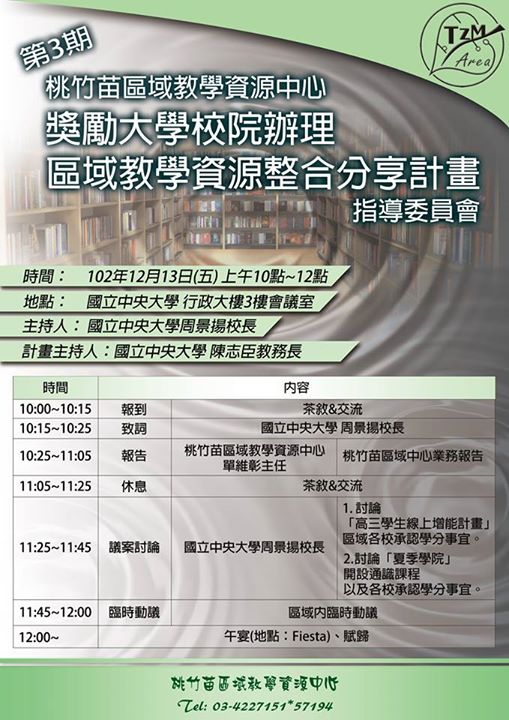 TZM
Area
第3期
桃竹苗區域教學資源中心
獎勵大學校院辦理
區域教學資源整合分享計畫
指導委員會
時間： 102年12月13日(五) 上午10點~12點
地點： 國立中央大學 行政大樓3樓會議室
主持人： 國立中央大學周景揚校長
計畫主持人：國立中央大學 陳志臣教務長
時間 內容
10:00~10:15 報到 茶敘&交流
10:15~10:25 致詞 國立中央大學 周景揚校長
10:25~11:05 報告 桃竹苗區域教學資源中心 單維彰主任 桃竹苗區域中心業務報告
11:05~11:25 休息 茶敘&交流
11:25~11:45 議案討論 國立中央大學周景揚校長
1. 討論
「高三學生線上增能計畫」
區域各校承認學分事宜。
2.討論「夏季學院」
開設通識課程
以及各校承認學分事宜。
11:45~12:00 臨時動議 區域內臨時動議
12:00~ 午宴(地點：Fiesta)、賦歸
桃竹苗區域教學資源中心
Tel: 03-4227151*57194